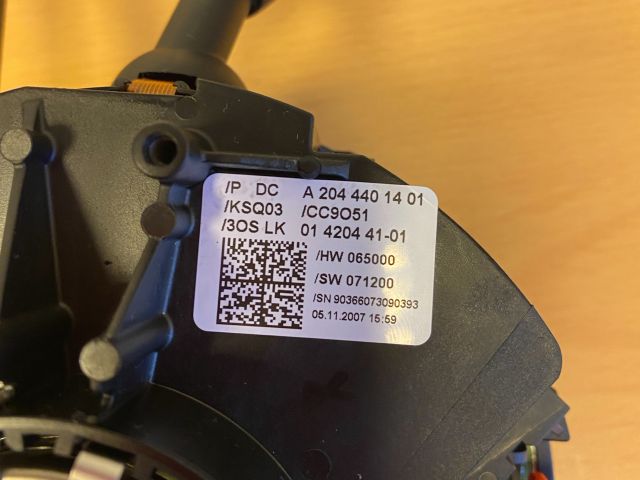 /P DC A 204 440 14 01
/KSQ03 /CC9O51
/3OS LK 01 4204 41-01
/HW 065000
/SW 071200
/SN 90366073090393
05.11.2007 15:59